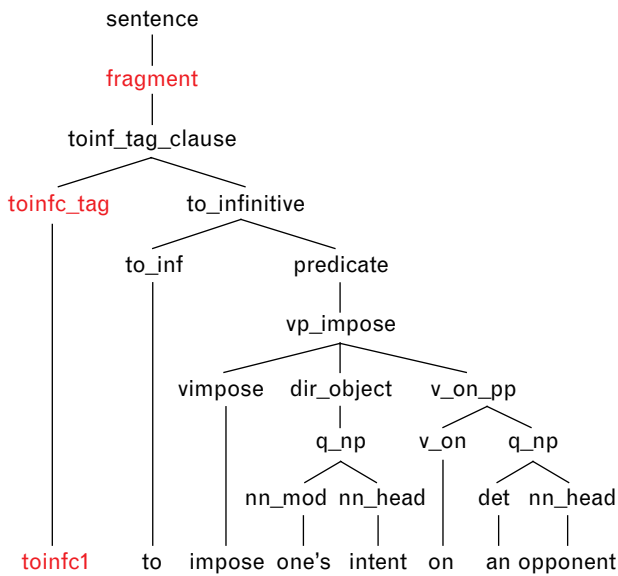 sentence
fragment
toinf_tag_clause
toinfc_tag to_infinitive
to_inf predicate
vp_impose
vimpose dir_object v_on_pp
q_np v_on q_np
nn_mod nn_head det nn_head
toinfc1 to impose one's intent on an opponent